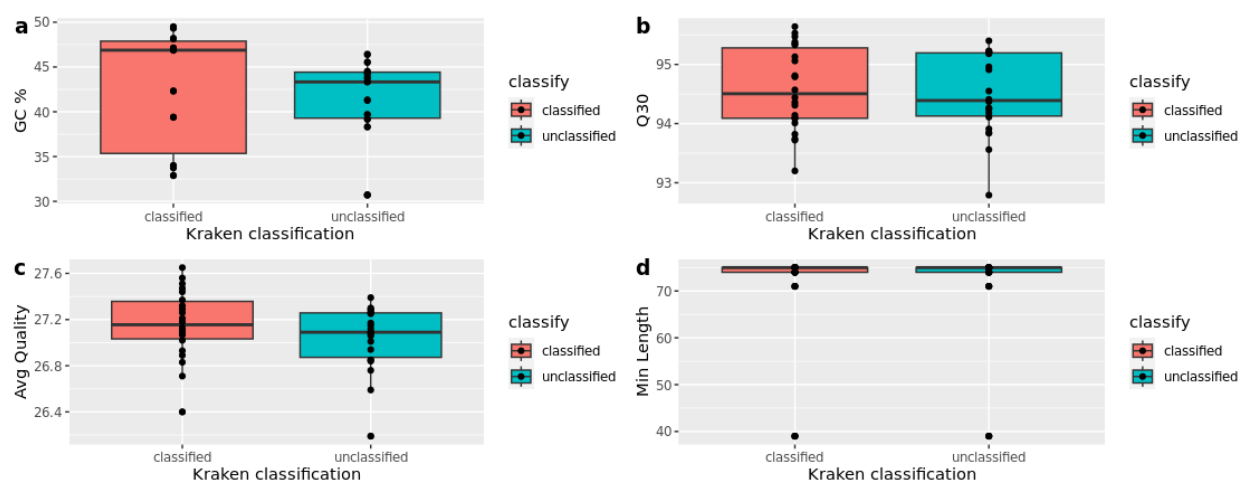 a
50
45
40
35
30
GC %
classified
unclassified
Kraken classification
classify
classified
unclassified
b
95
94
93
Q30
classified
unclassified
Kraken classification
classify
classified
unclassified
c
27.6
27.2
26.8
26.4
Avg Quality
classified
unclassified
Kraken classification
classify
classified
unclassified
d
70
60
50
40
Min Length
classified
unclassified
Kraken classification
classify
classified
unclassified